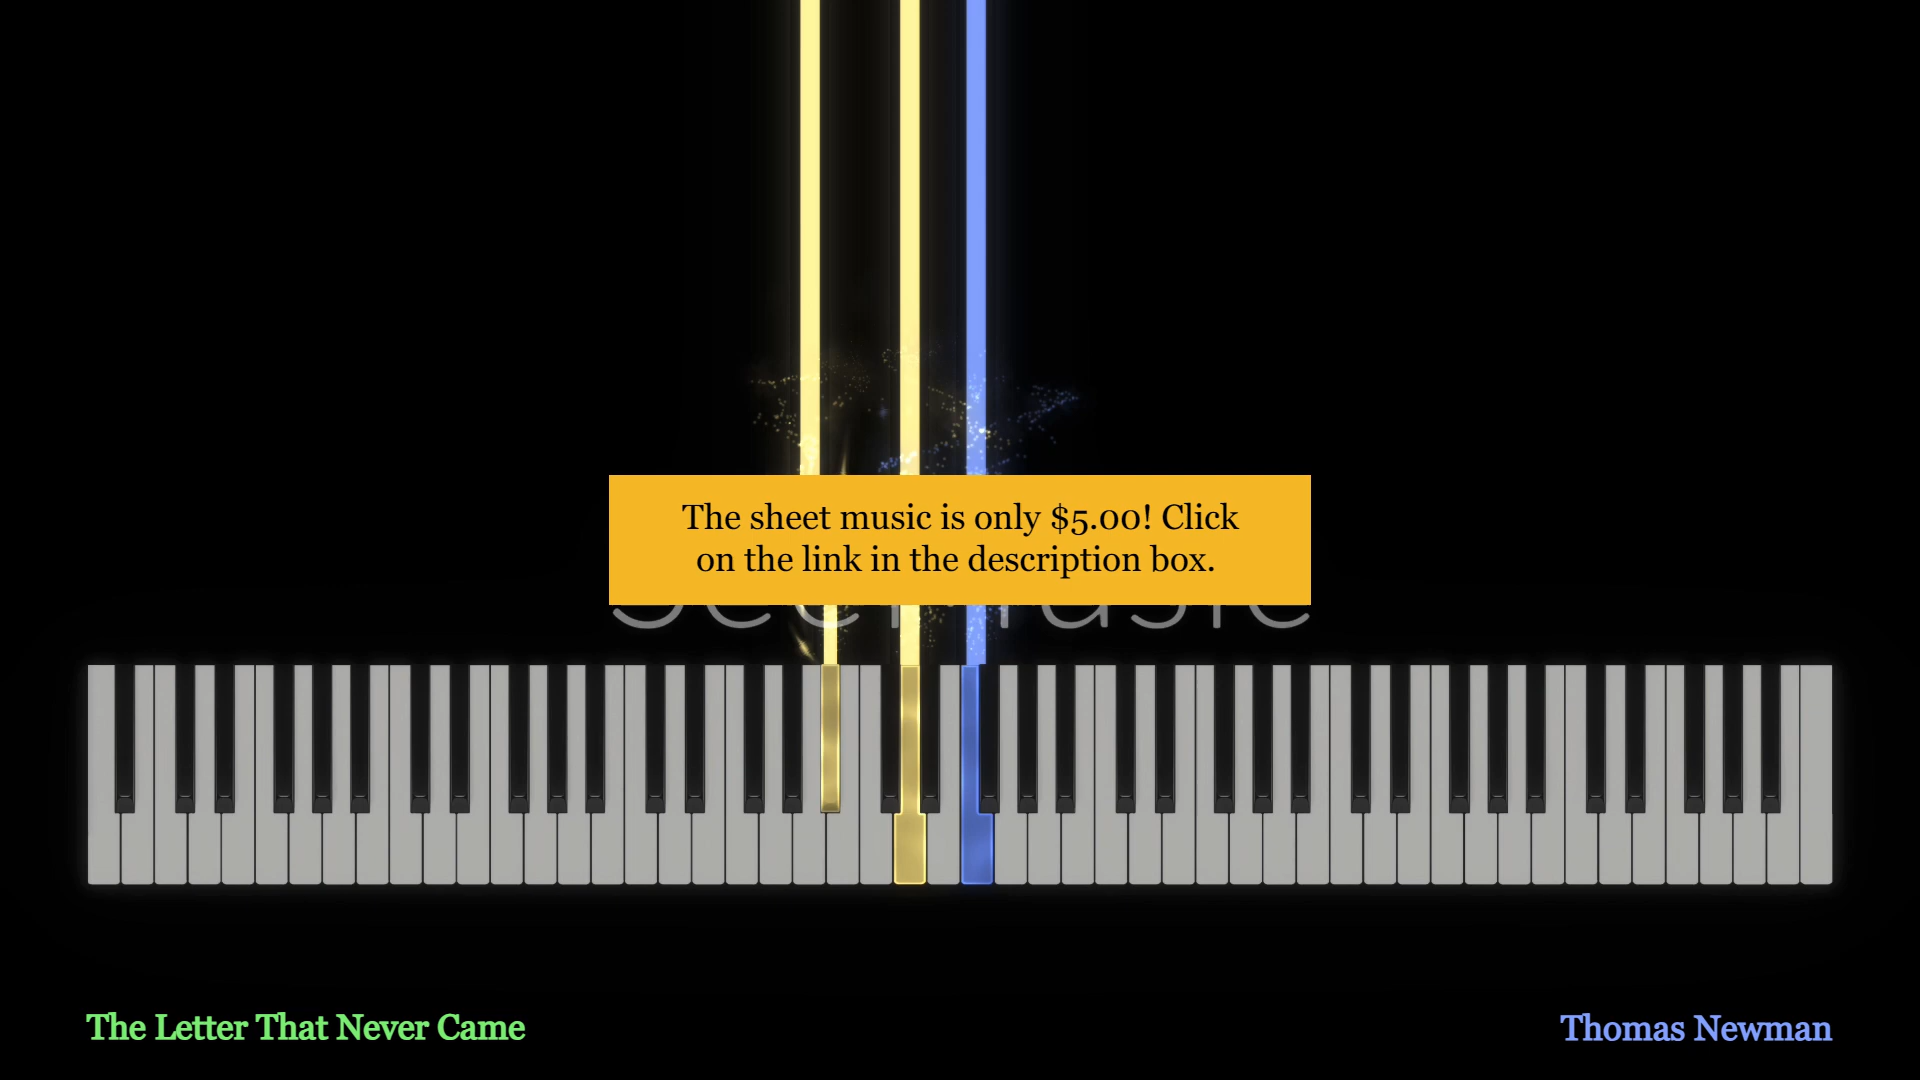 The sheet music is only $5.00! Click
on the link in the description box.
The Letter That Never Came
Thomas Newman